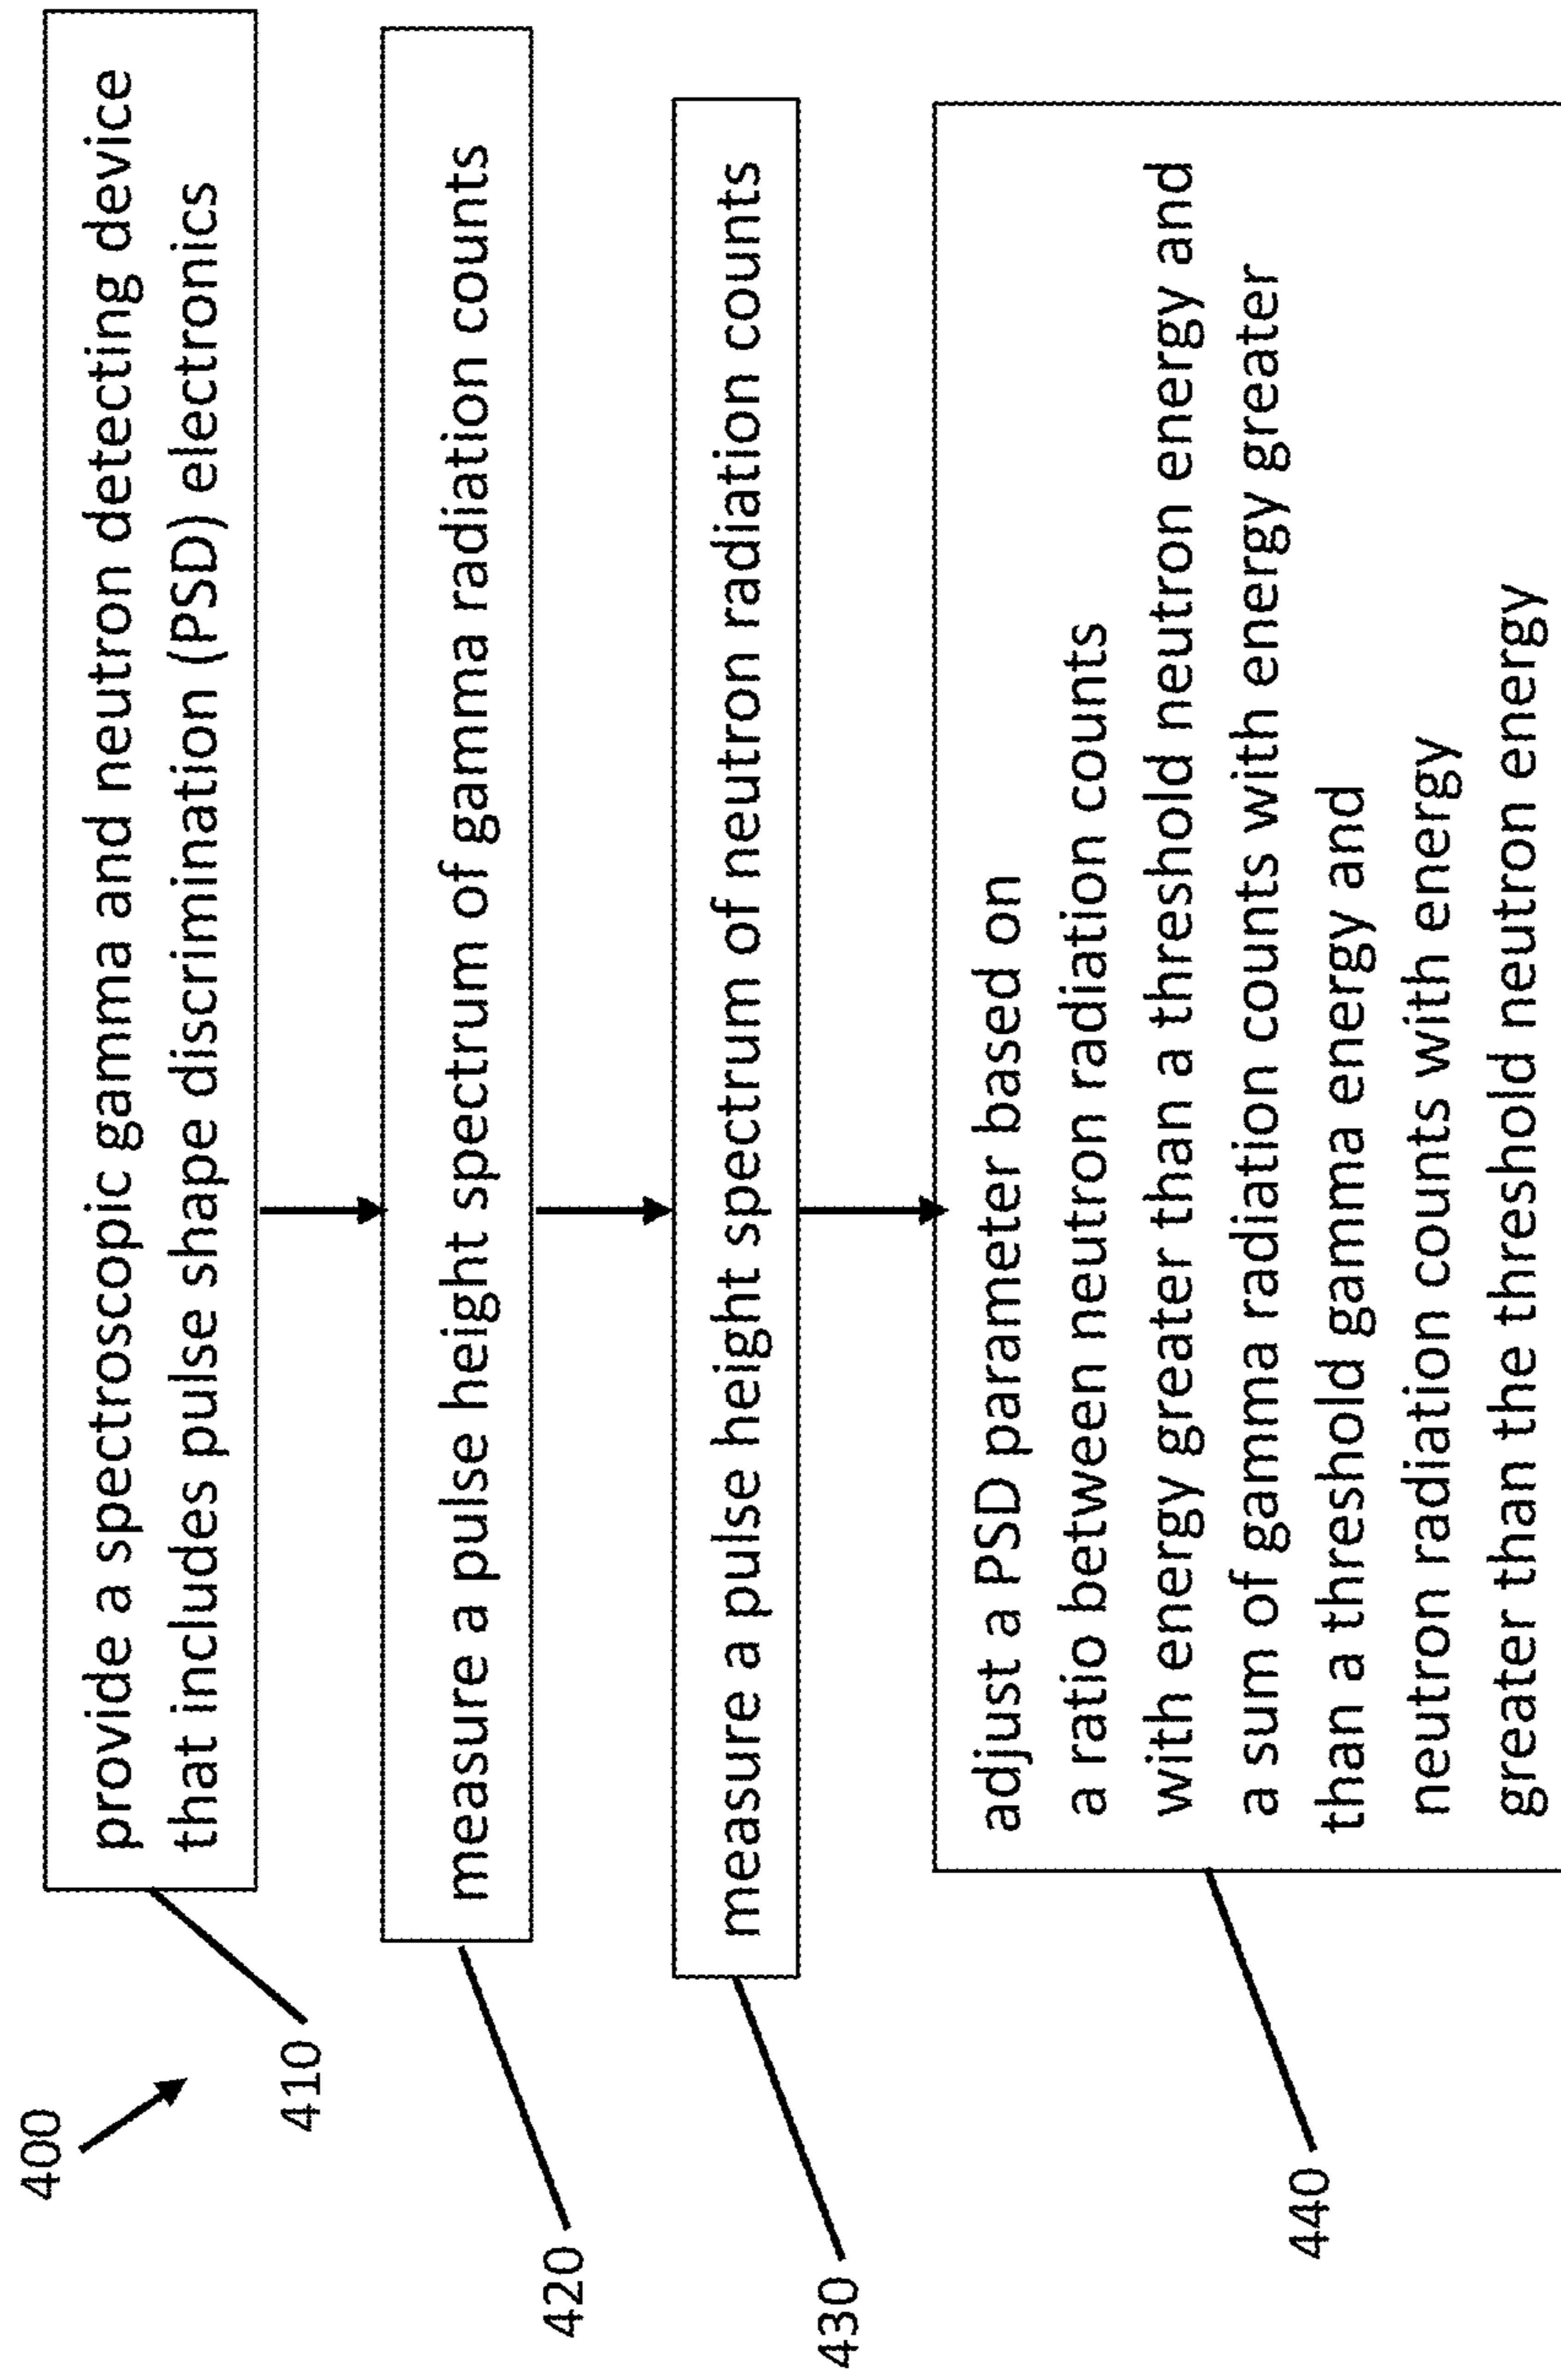 400
410
provide a spectroscopic gamma and neutron detecting device
that includes pulse shape discrimination (PSD) electronics
420
measure a pulse height spectrum of gamma radiation counts
430
measure a pulse height spectrum of neutron radiation counts
440
adjust a PSD parameter based on
a ratio between neutron radiation counts
with energy greater than a threshold neutron energy and
a sum of gamma radiation counts with energy greater
than a threshold gamma energy and
neutron radiation counts with energy
greater than the threshold neutron energy